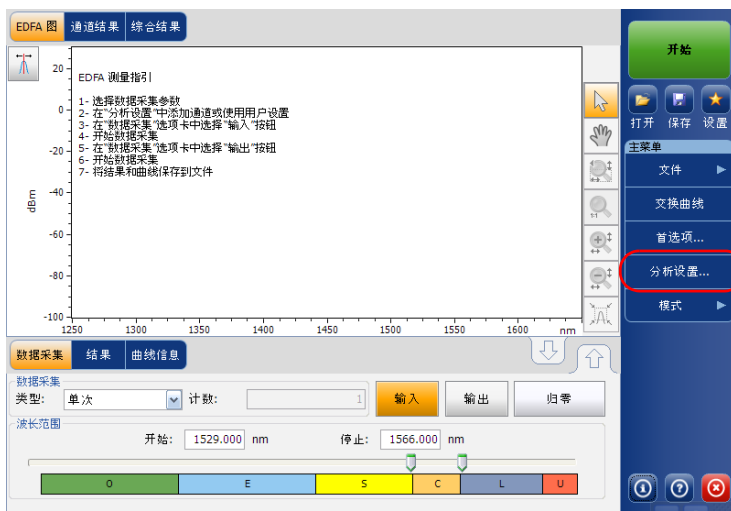 EDFA 图 通道结果 综合结果
EDFA 测量指引
1- 选择数据采集参数
2- 在"分析设置"中添加通道或使用用户设置
3- 在"数据采集"选项卡中选择"输入"按钮
4- 开始数据采集
5- 在"数据采集"选项卡中选择"输出"按钮
6- 开始数据采集
7- 将结果和曲线保存到文件
20
0
-20
-40
-60
-80
-100
dBm
1250 1300 1350 1400 1450 1500 1550 1600 nm
1:1
开始
打开 保存 设置
主菜单
文件
交换曲线
首选项...
分析设置...
模式
数据采集 结果 曲线信息
数据采集
类型: 单次 计数: 1 输入 输出 归零
波长范围
开始: 1529.000 nm 停止: 1566.000 nm
O E S C L U